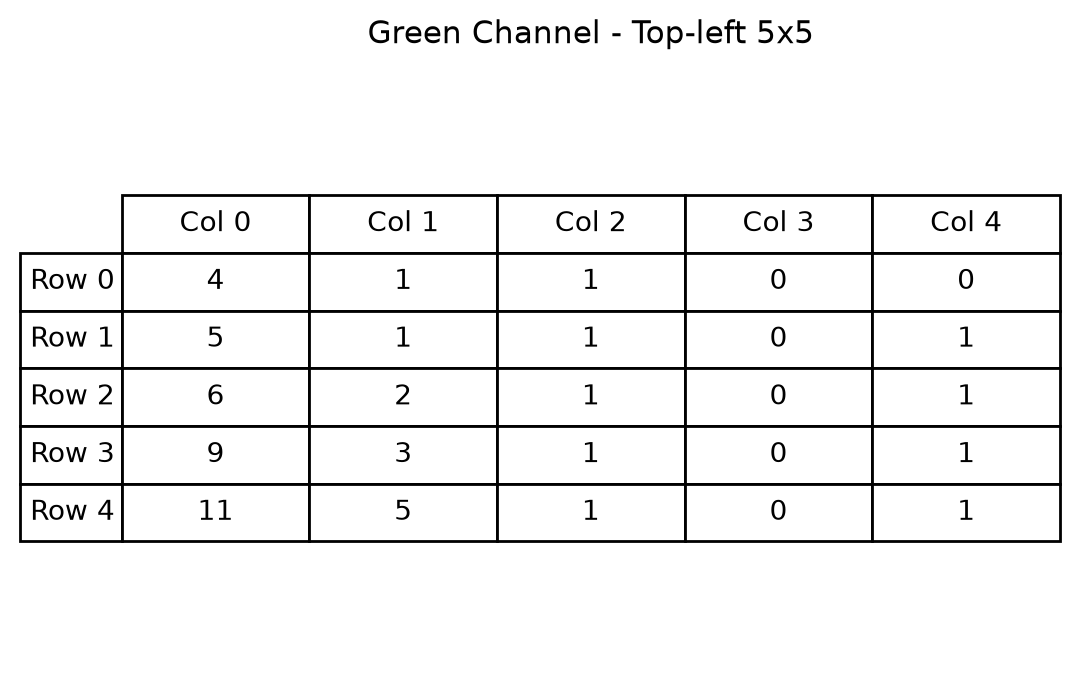 Green Channel - Top-left 5x5
Col 0 Col 1 Col 2 Col 3 Col 4
Row 0 4 1 1 0 0
Row 1 5 1 1 0 1
Row 2 6 2 1 0 1
Row 3 9 3 1 0 1
Row 4 11 5 1 0 1